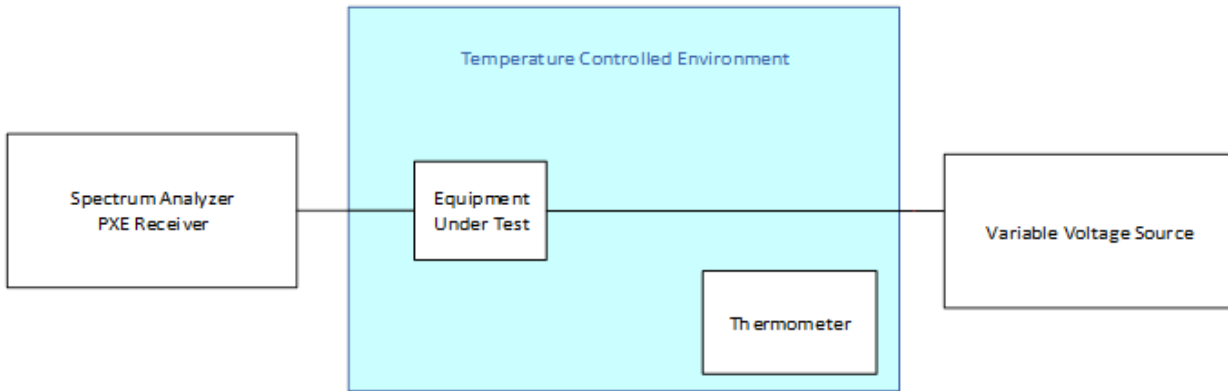 Temperature Controlled Environment
Spectrum Analyzer
PXE Receiver
Equipment
Under Test
Variable Voltage Source
Thermometer